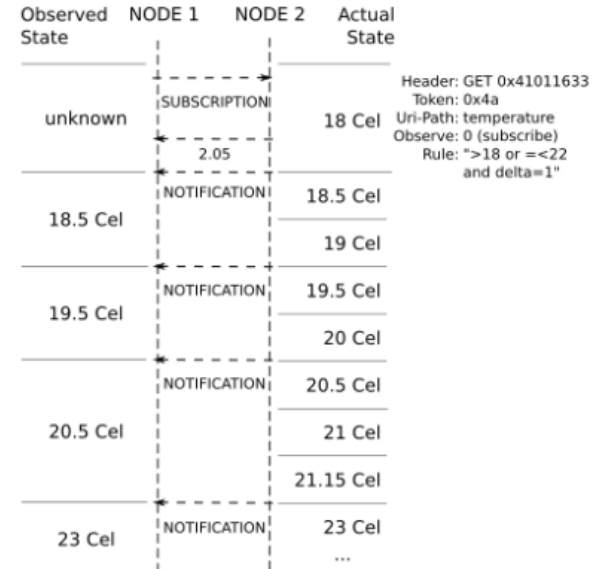 Observed State
NODE 1
NODE 2
Actual State
Header: GET 0x41011633
Token: 0x4a
Uri-Path: temperature
Observe: 0 (subscribe)
Rule: ">18 or =<22
and delta=1"
unknown
SUBSCRIPTION
18 Cel
2.05
NOTIFICATION
18.5 Cel
18.5 Cel
19 Cel
NOTIFICATION
19.5 Cel
19.5 Cel
20 Cel
NOTIFICATION
20.5 Cel
20.5 Cel
21 Cel
21.15 Cel
NOTIFICATION
23 Cel
23 Cel
...